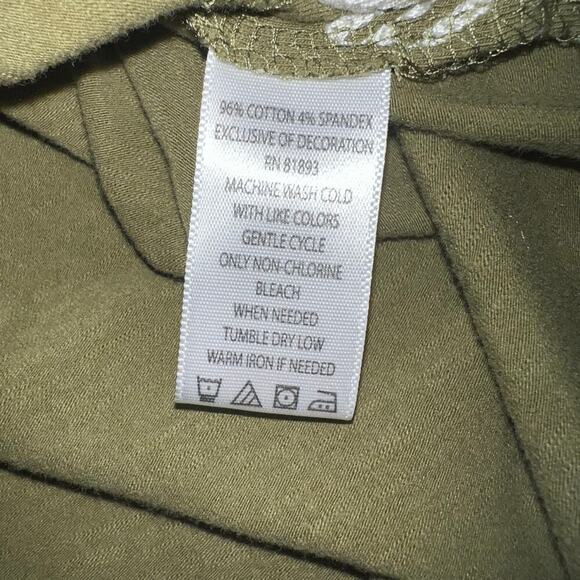 96% COTTON 4% SPANDEX
EXCLUSIVE OF DECORATION
RN 81893
MACHINE WASH COLD
WITH LIKE COLORS
GENTLE CYCLE
ONLY NON-CHLORINE
BLEACH
WHEN NEEDED
TUMBLE DRY LOW
WARM IRON IF NEEDED